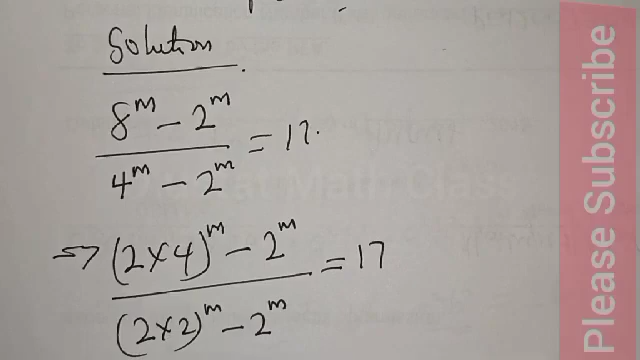 Solution
8^m - 2^m / 4^m - 2^m = 17.
=> (2×4)^m - 2^m / (2×2)^m - 2^m = 17
Please Subscribe